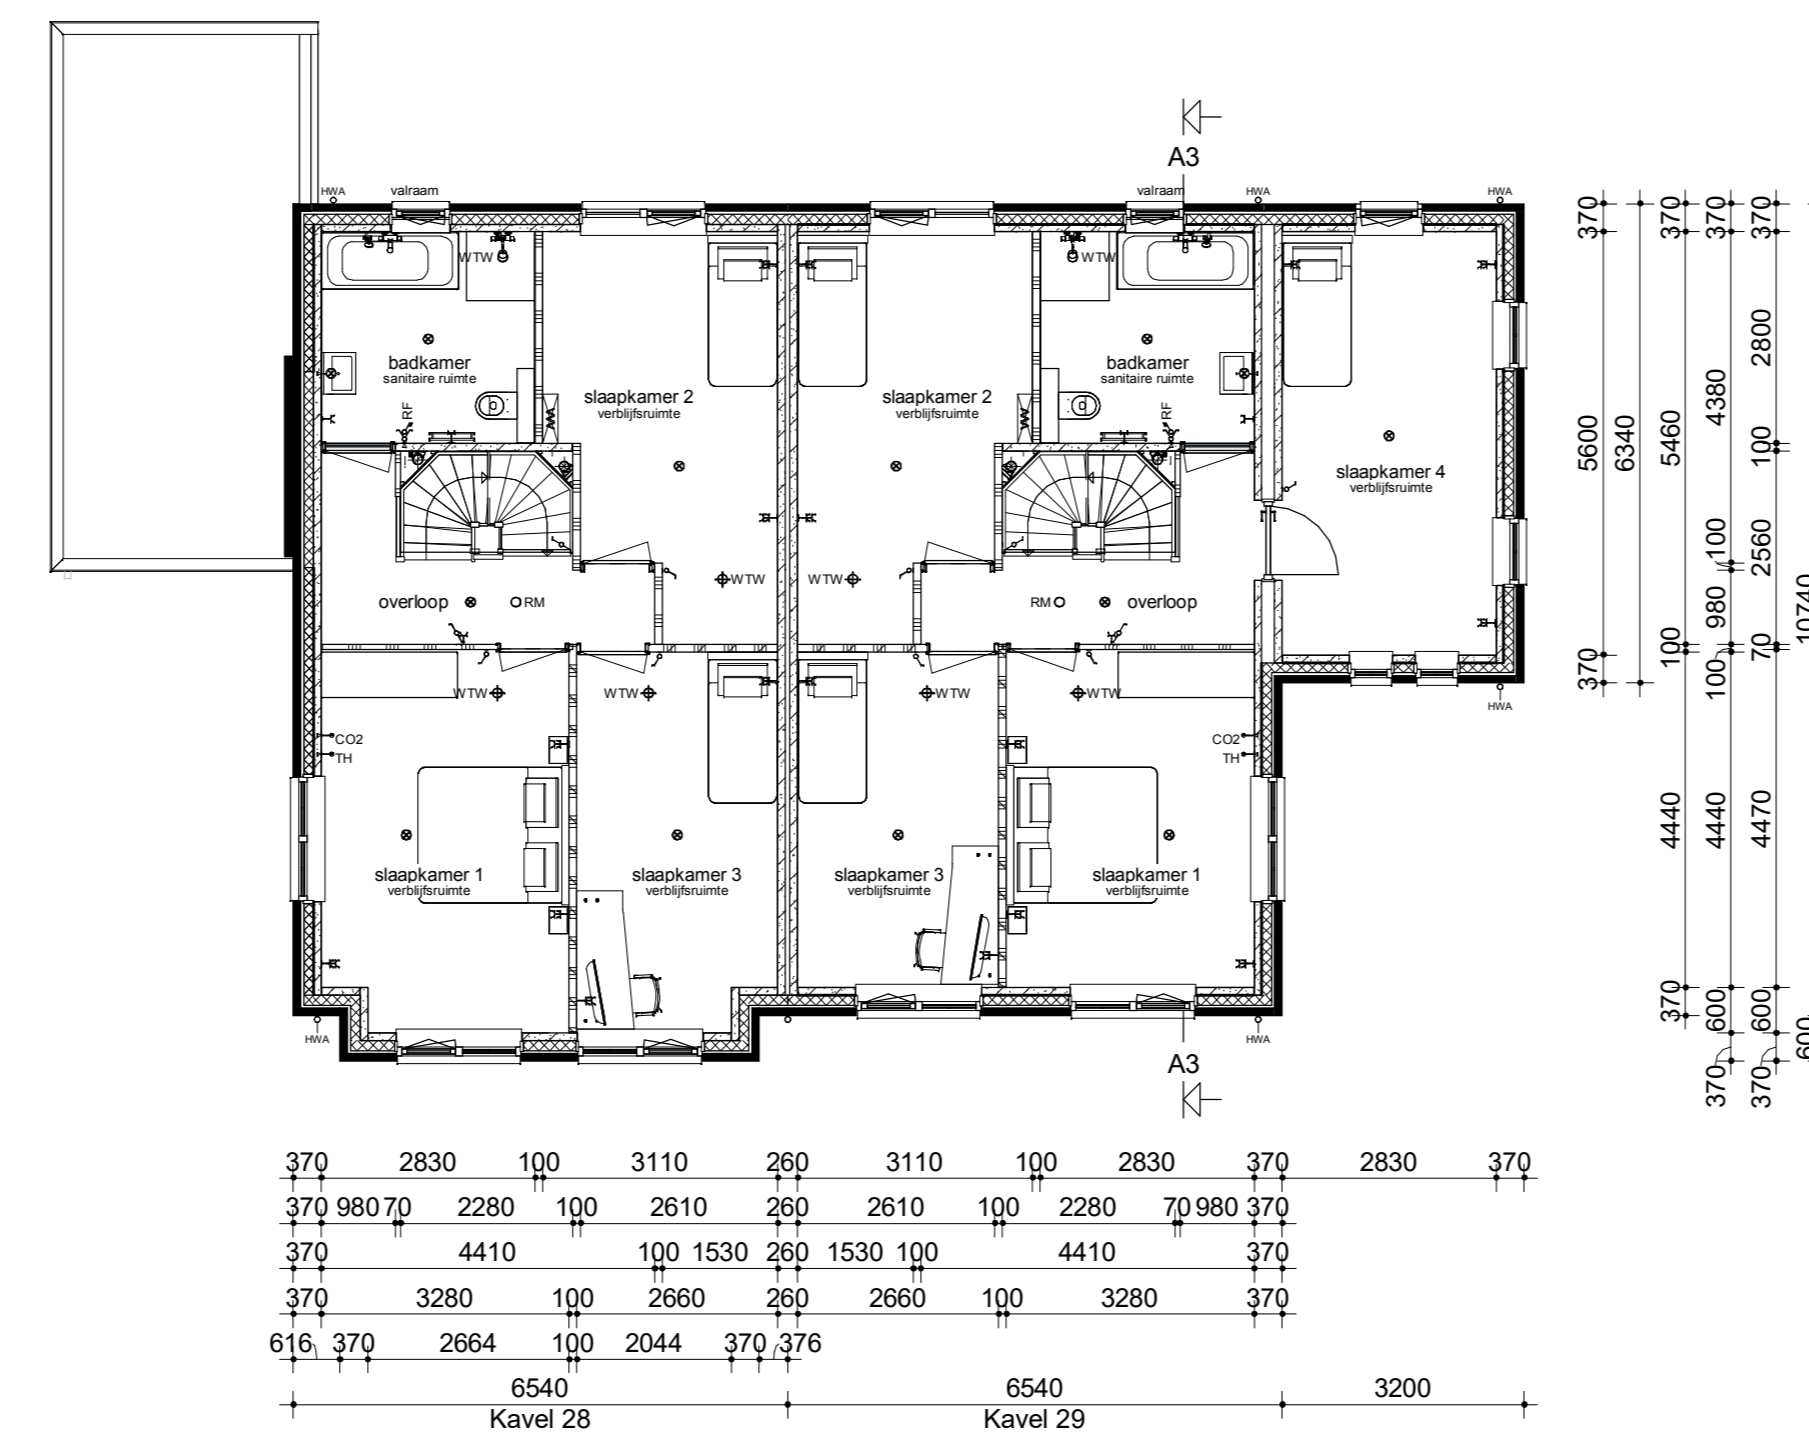 A3
HWA
valraam
valraam
HWA
HWA
WTW
WTW
badkamer
sanitaire ruimte
badkamer
sanitaire ruimte
slaapkamer 2
verblijfsruimte
slaapkamer 2
verblijfsruimte
RF
RF
slaapkamer 4
verblijfsruimte
WTW
WTW
overloop
RM
RM
overloop
WTW
WTW
WTW
WTW
HWA
CO2
TH
CO2
TH
slaapkamer 1
verblijfsruimte
slaapkamer 3
verblijfsruimte
slaapkamer 3
verblijfsruimte
slaapkamer 1
verblijfsruimte
HWA
HWA
A3
370 5600 370
6340
370 5460 100 4440 370
370 4380 100 980 100 4440 600 370
370 2800 100 2560 70 4470 600 370
10740 600
370 2830 100 3110 260 3110 100 2830 370 2830 370
370 980 70 2280 100 2610 260 2610 100 2280 70 980 370
370 4410 100 1530 260 1530 100 4410 370
370 3280 100 2660 260 2660 100 3280 370
616 370 2664 100 2044 370 376
6540 6540 3200
Kavel 28 Kavel 29